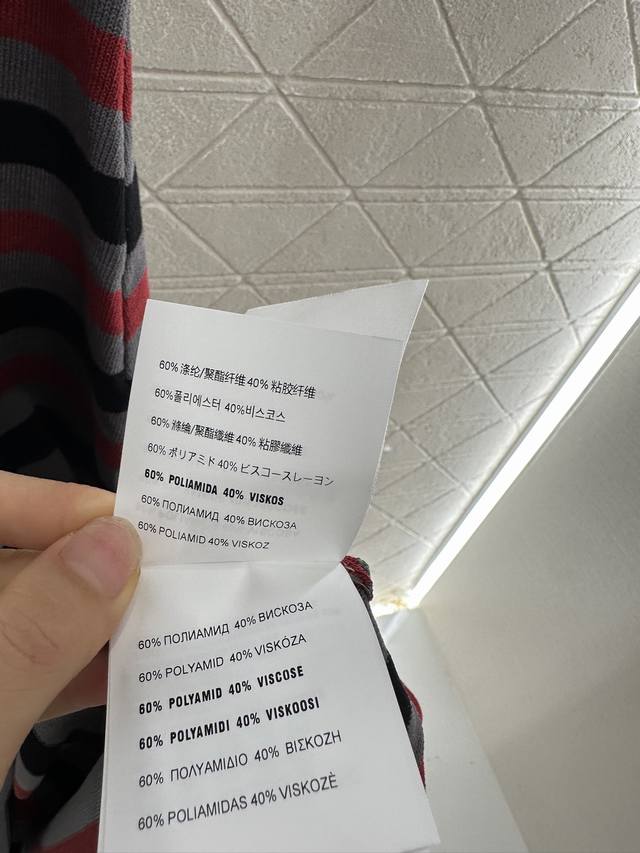 60% 涤纶/聚酯纤维 40% 粘胶纤维
60%폴리에스터 40%비스코스
60% 滌綸/聚酯纖維 40% 粘膠纖維
60% ポリアミド 40% ビスコースレーヨン
60% POLIAMIDA 40% VISKOS
60% ПОЛИАМИД 40% ВИСКОЗА
60% POLIAMID 40% VISKOZ
60% ПОЛИАМИД 40% ВИСКОЗА
60% POLYAMID 40% VISKÓZA
60% POLYAMID 40% VISCOSE
60% POLYAMIDI 40% VISKOOSI
60% ΠΟΛΥΑΜΙΔΙΟ 40% ΒΙΣΚΟΖΗ
60% POLIAMIDAS 40% VISKOZĖ